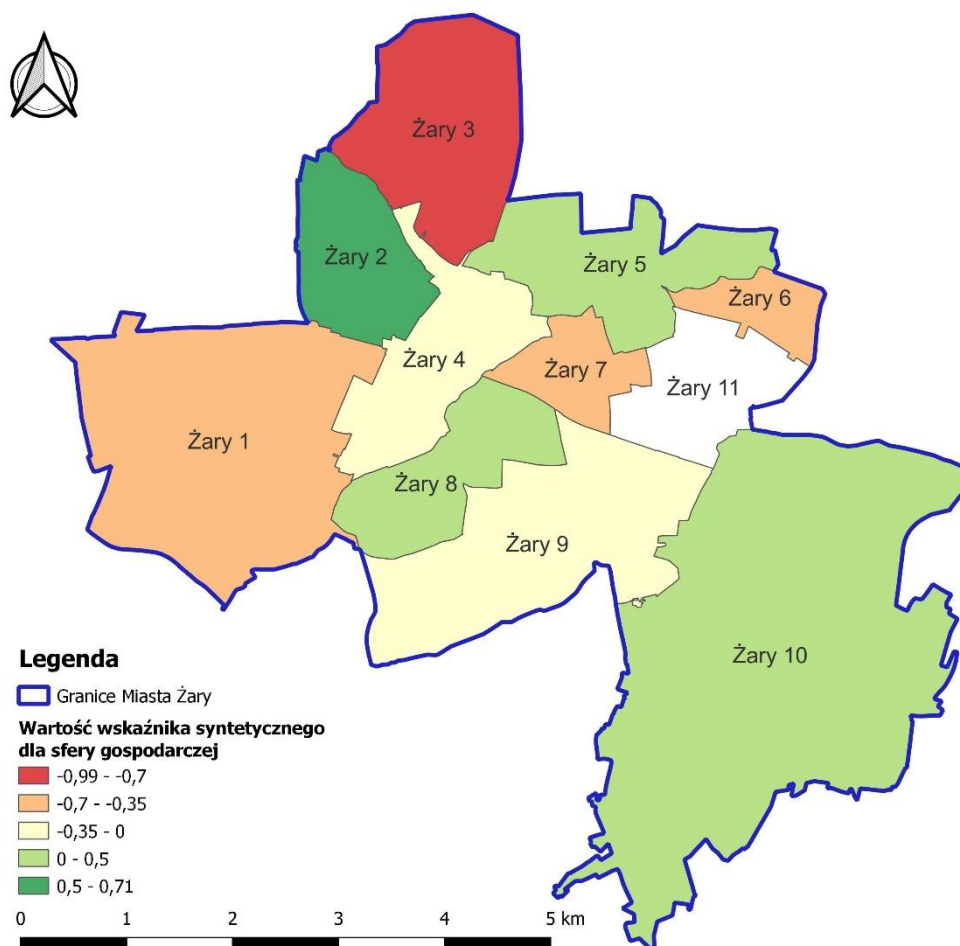 Żary 3
Żary 2
Żary 5
Żary 6
Żary 4
Żary 7
Żary 11
Żary 1
Żary 8
Żary 9
Żary 10
Legenda
Granice Miasta Żary
Wartość wskaźnika syntetycznego
dla sfery gospodarczej
-0,99 - -0,7
-0,7 - -0,35
-0,35 - 0
0 - 0,5
0,5 - 0,71
0 1 2 3 4 5 km